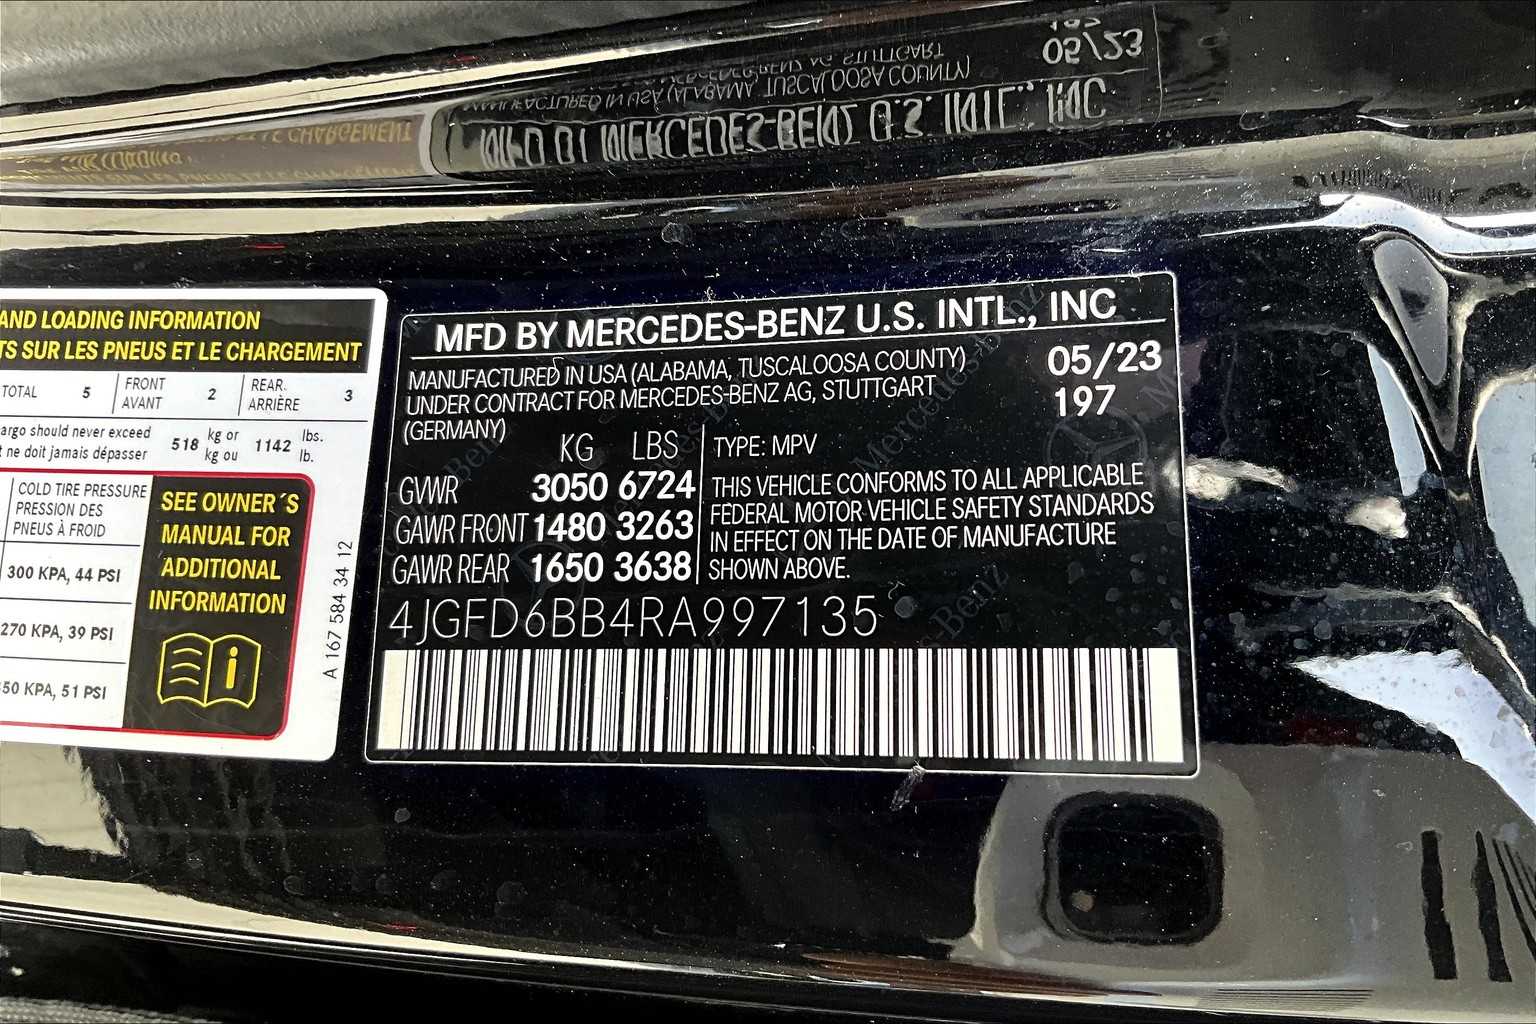 AND LOADING INFORMATION
TS SUR LES PNEUS ET LE CHARGEMENT
TOTAL 5 FRONT AVANT 2 REAR. ARRIÈRE 3
argo should never exceed 518 kg or 1142 lbs.
t ne doit jamais dépasser kg ou lb.
COLD TIRE PRESSURE
PRESSION DES
PNEUS À FROID
300 KPA, 44 PSI
270 KPA, 39 PSI
50 KPA, 51 PSI
SEE OWNER´S
MANUAL FOR
ADDITIONAL
INFORMATION
A 167 584 34 12
MFD BY MERCEDES-BENZ U.S. INTL., INC
MANUFACTURED IN USA (ALABAMA, TUSCALOOSA COUNTY) 05/23
UNDER CONTRACT FOR MERCEDES-BENZ AG, STUTTGART 197
(GERMANY)
KG LBS
GVWR 3050 6724
GAWR FRONT 1480 3263
GAWR REAR 1650 3638
TYPE: MPV
THIS VEHICLE CONFORMS TO ALL APPLICABLE
FEDERAL MOTOR VEHICLE SAFETY STANDARDS
IN EFFECT ON THE DATE OF MANUFACTURE
SHOWN ABOVE.
4JGFD6BB4RA997135